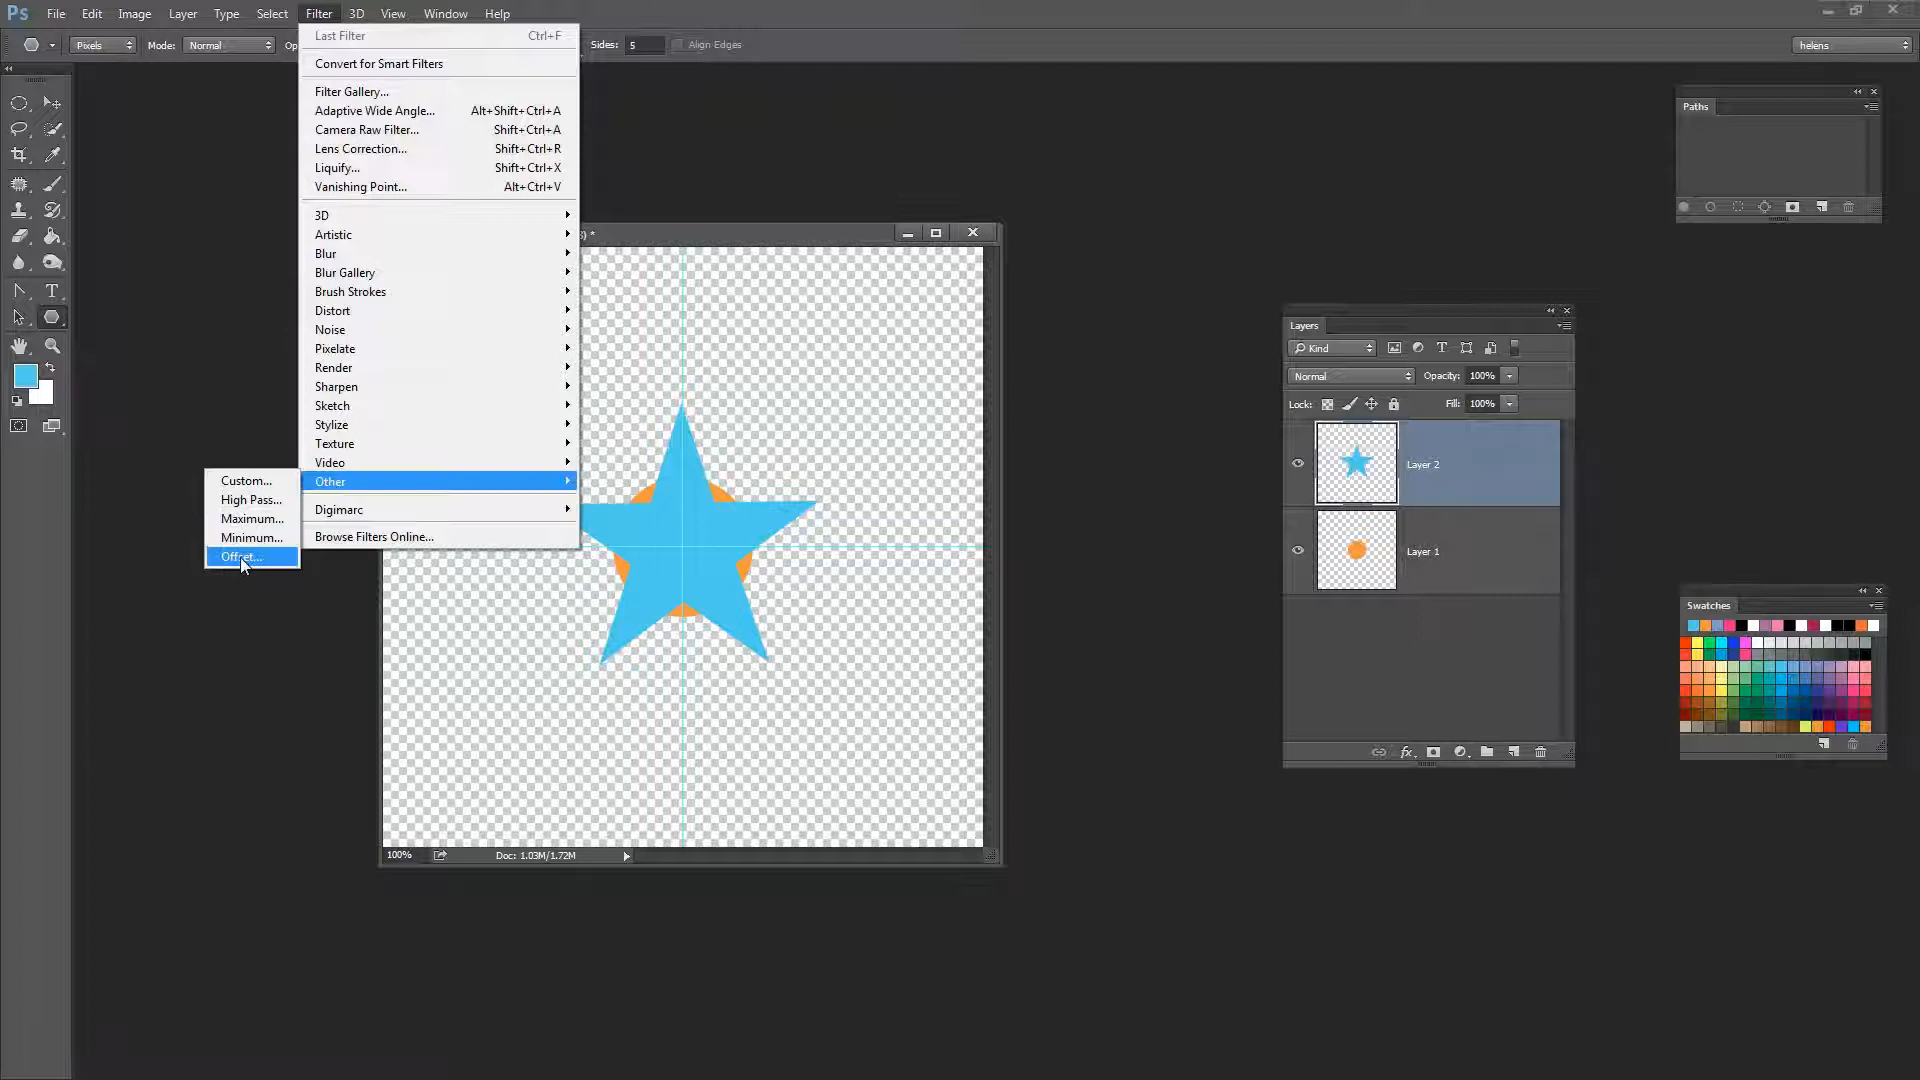 Ps File Edit Image Layer Type Select Filter 3D View Window Help
Pixels Mode: Normal Op Sides: 5 Align Edges helens
Last Filter Ctrl+F
Convert for Smart Filters
Filter Gallery...
Adaptive Wide Angle... Alt+Shift+Ctrl+A
Camera Raw Filter... Shift+Ctrl+A
Lens Correction... Shift+Ctrl+R
Liquify... Shift+Ctrl+X
Vanishing Point... Alt+Ctrl+V
3D
Artistic
Blur
Blur Gallery
Brush Strokes
Distort
Noise
Pixelate
Render
Sharpen
Sketch
Stylize
Texture
Video
Other
Digimarc
Browse Filters Online...
Custom...
High Pass...
Maximum...
Minimum...
Offset...
) *
100% Doc: 1.03M/1.72M
Paths
Layers
Kind
Normal Opacity: 100%
Lock: Fill: 100%
Layer 2
Layer 1
fx
Swatches